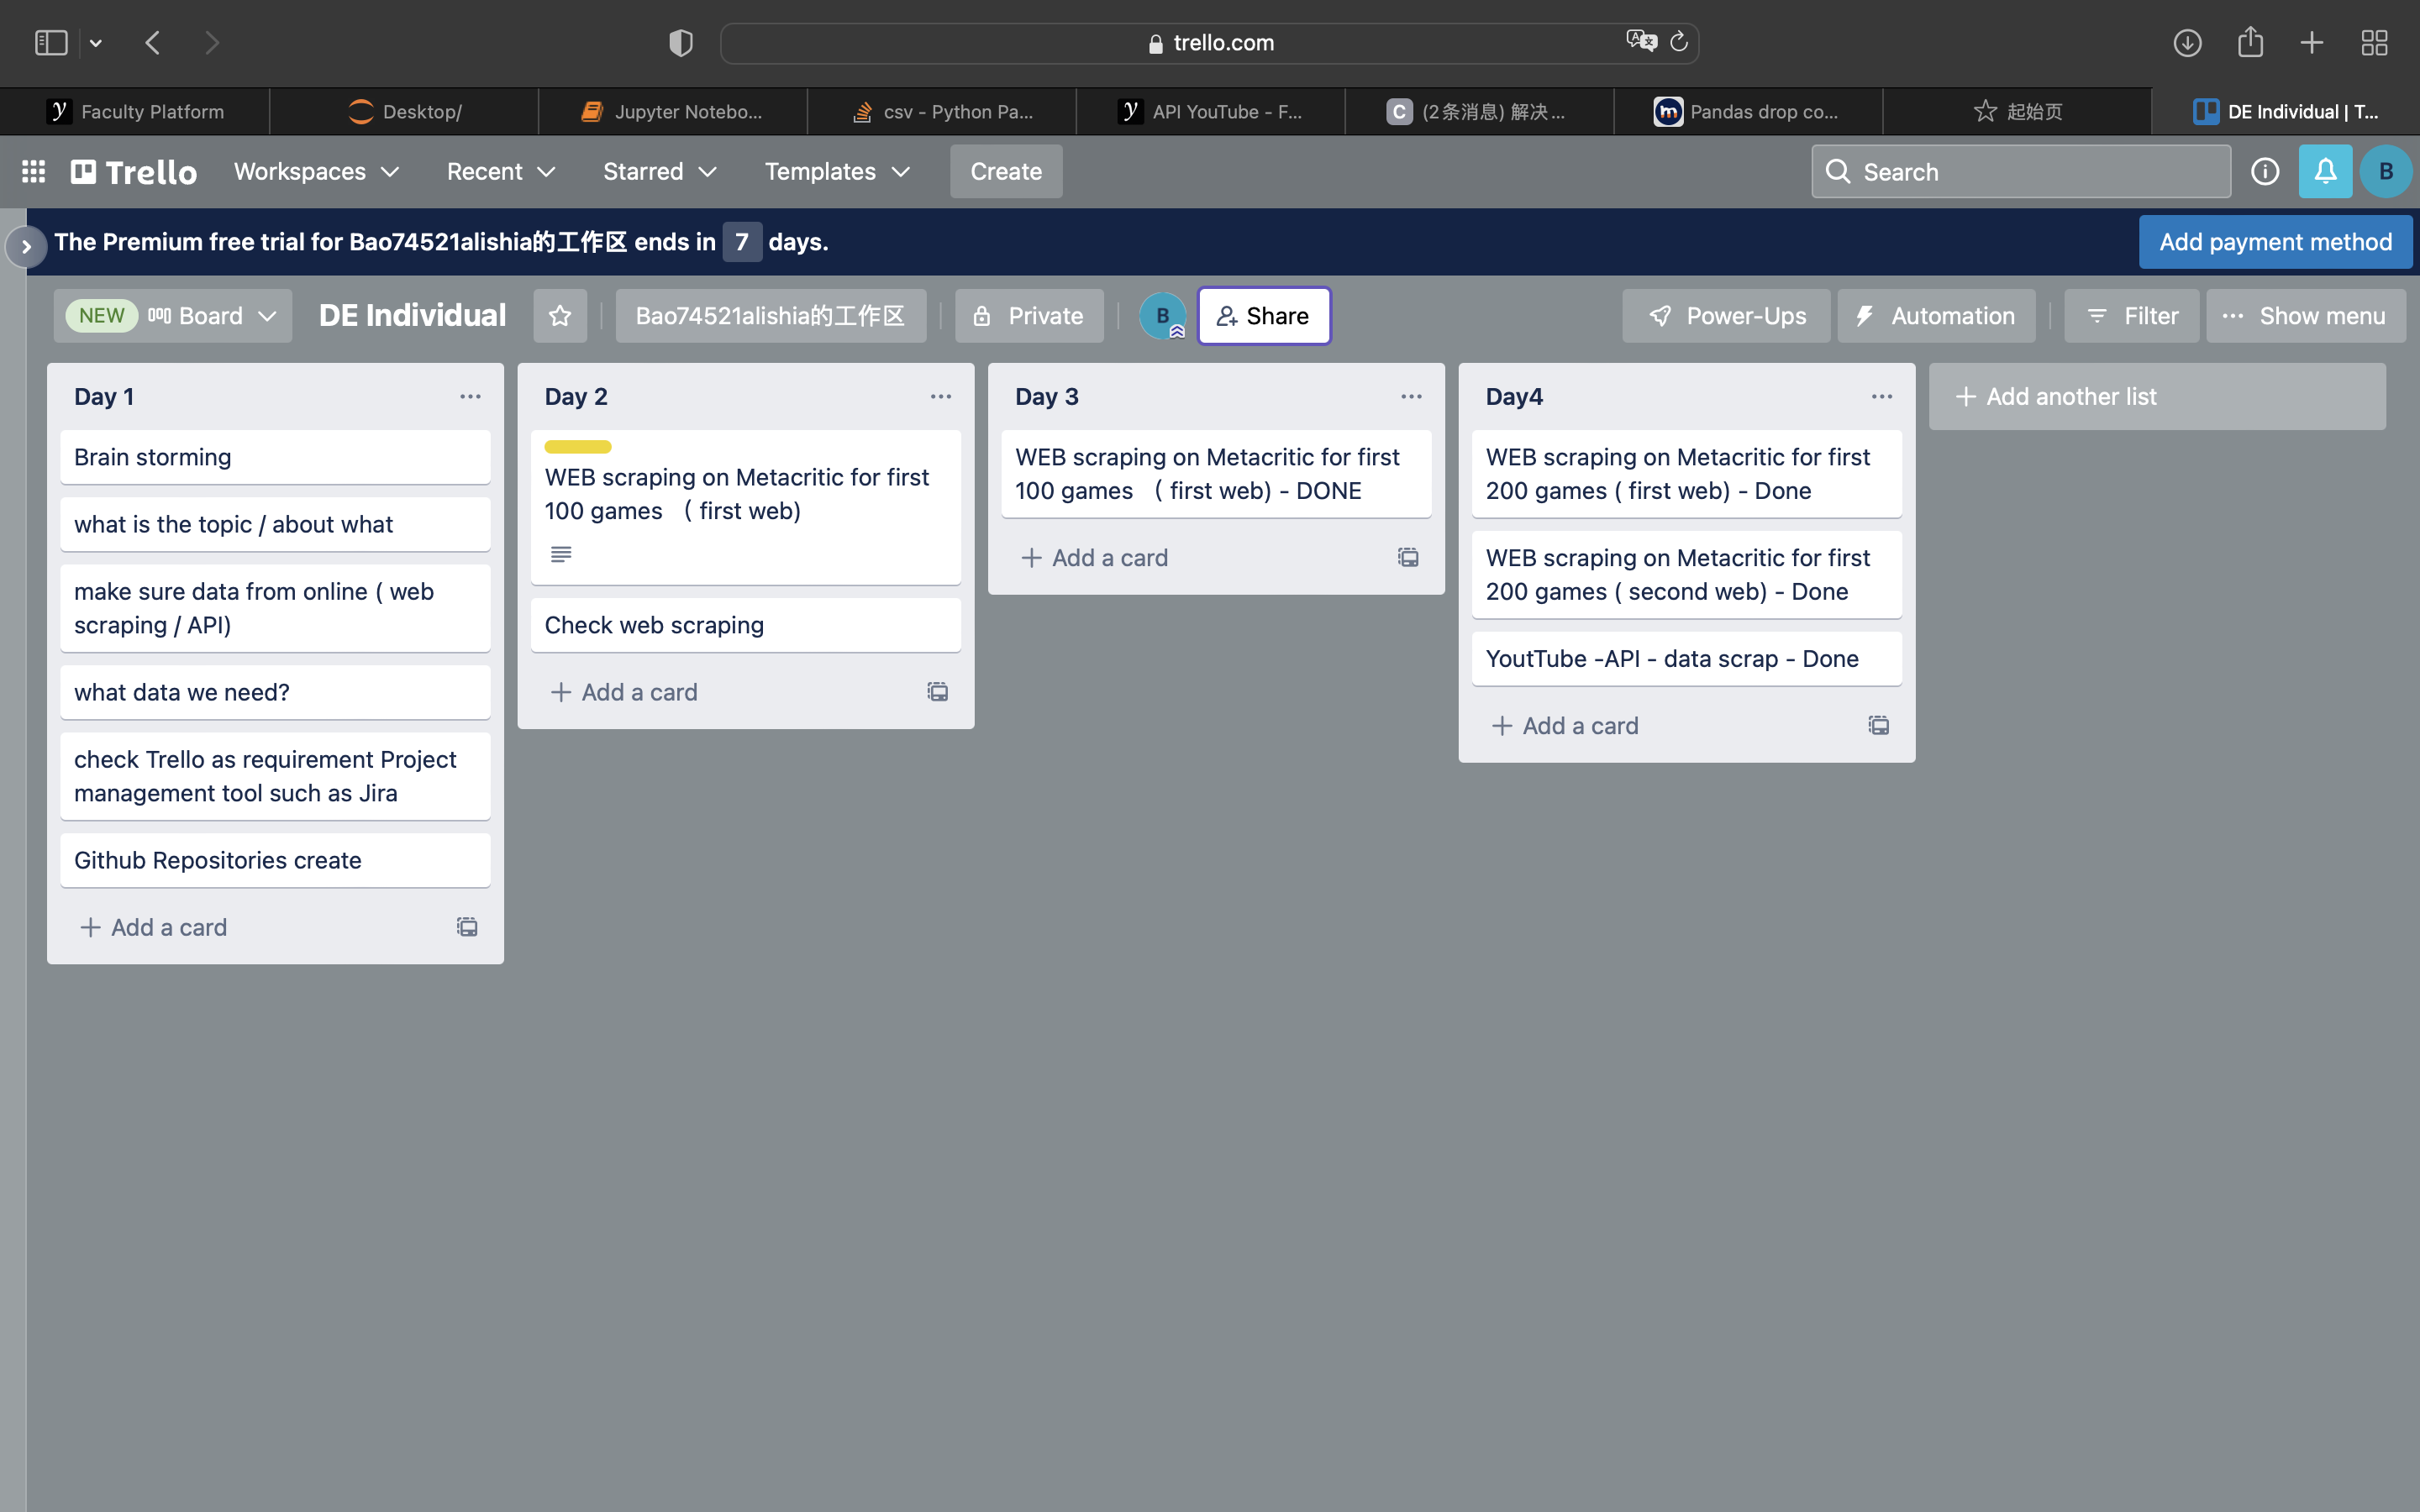 trello.com
Faculty Platform
Desktop/
Jupyter Notebo...
csv - Python Pa...
API YouTube - F...
C (2条消息) 解决...
Pandas drop co...
起始页
DE Individual | T...
Trello
Workspaces
Recent
Starred
Templates
Create
Search
B
The Premium free trial for Bao74521alishia的工作区 ends in 7 days.
Add payment method
NEW Board
DE Individual
Bao74521alishia的工作区
Private
B
Share
Power-Ups
Automation
Filter
Show menu
Day 1
Brain storming
what is the topic / about what
make sure data from online ( web
scraping / API)
what data we need?
check Trello as requirement Project
management tool such as Jira
Github Repositories create
Add a card
Day 2
WEB scraping on Metacritic for first
100 games （ first web)
Check web scraping
Add a card
Day 3
WEB scraping on Metacritic for first
100 games （ first web) - DONE
Add a card
Day4
WEB scraping on Metacritic for first
200 games ( first web) - Done
WEB scraping on Metacritic for first
200 games ( second web) - Done
YoutTube -API - data scrap - Done
Add a card
Add another list